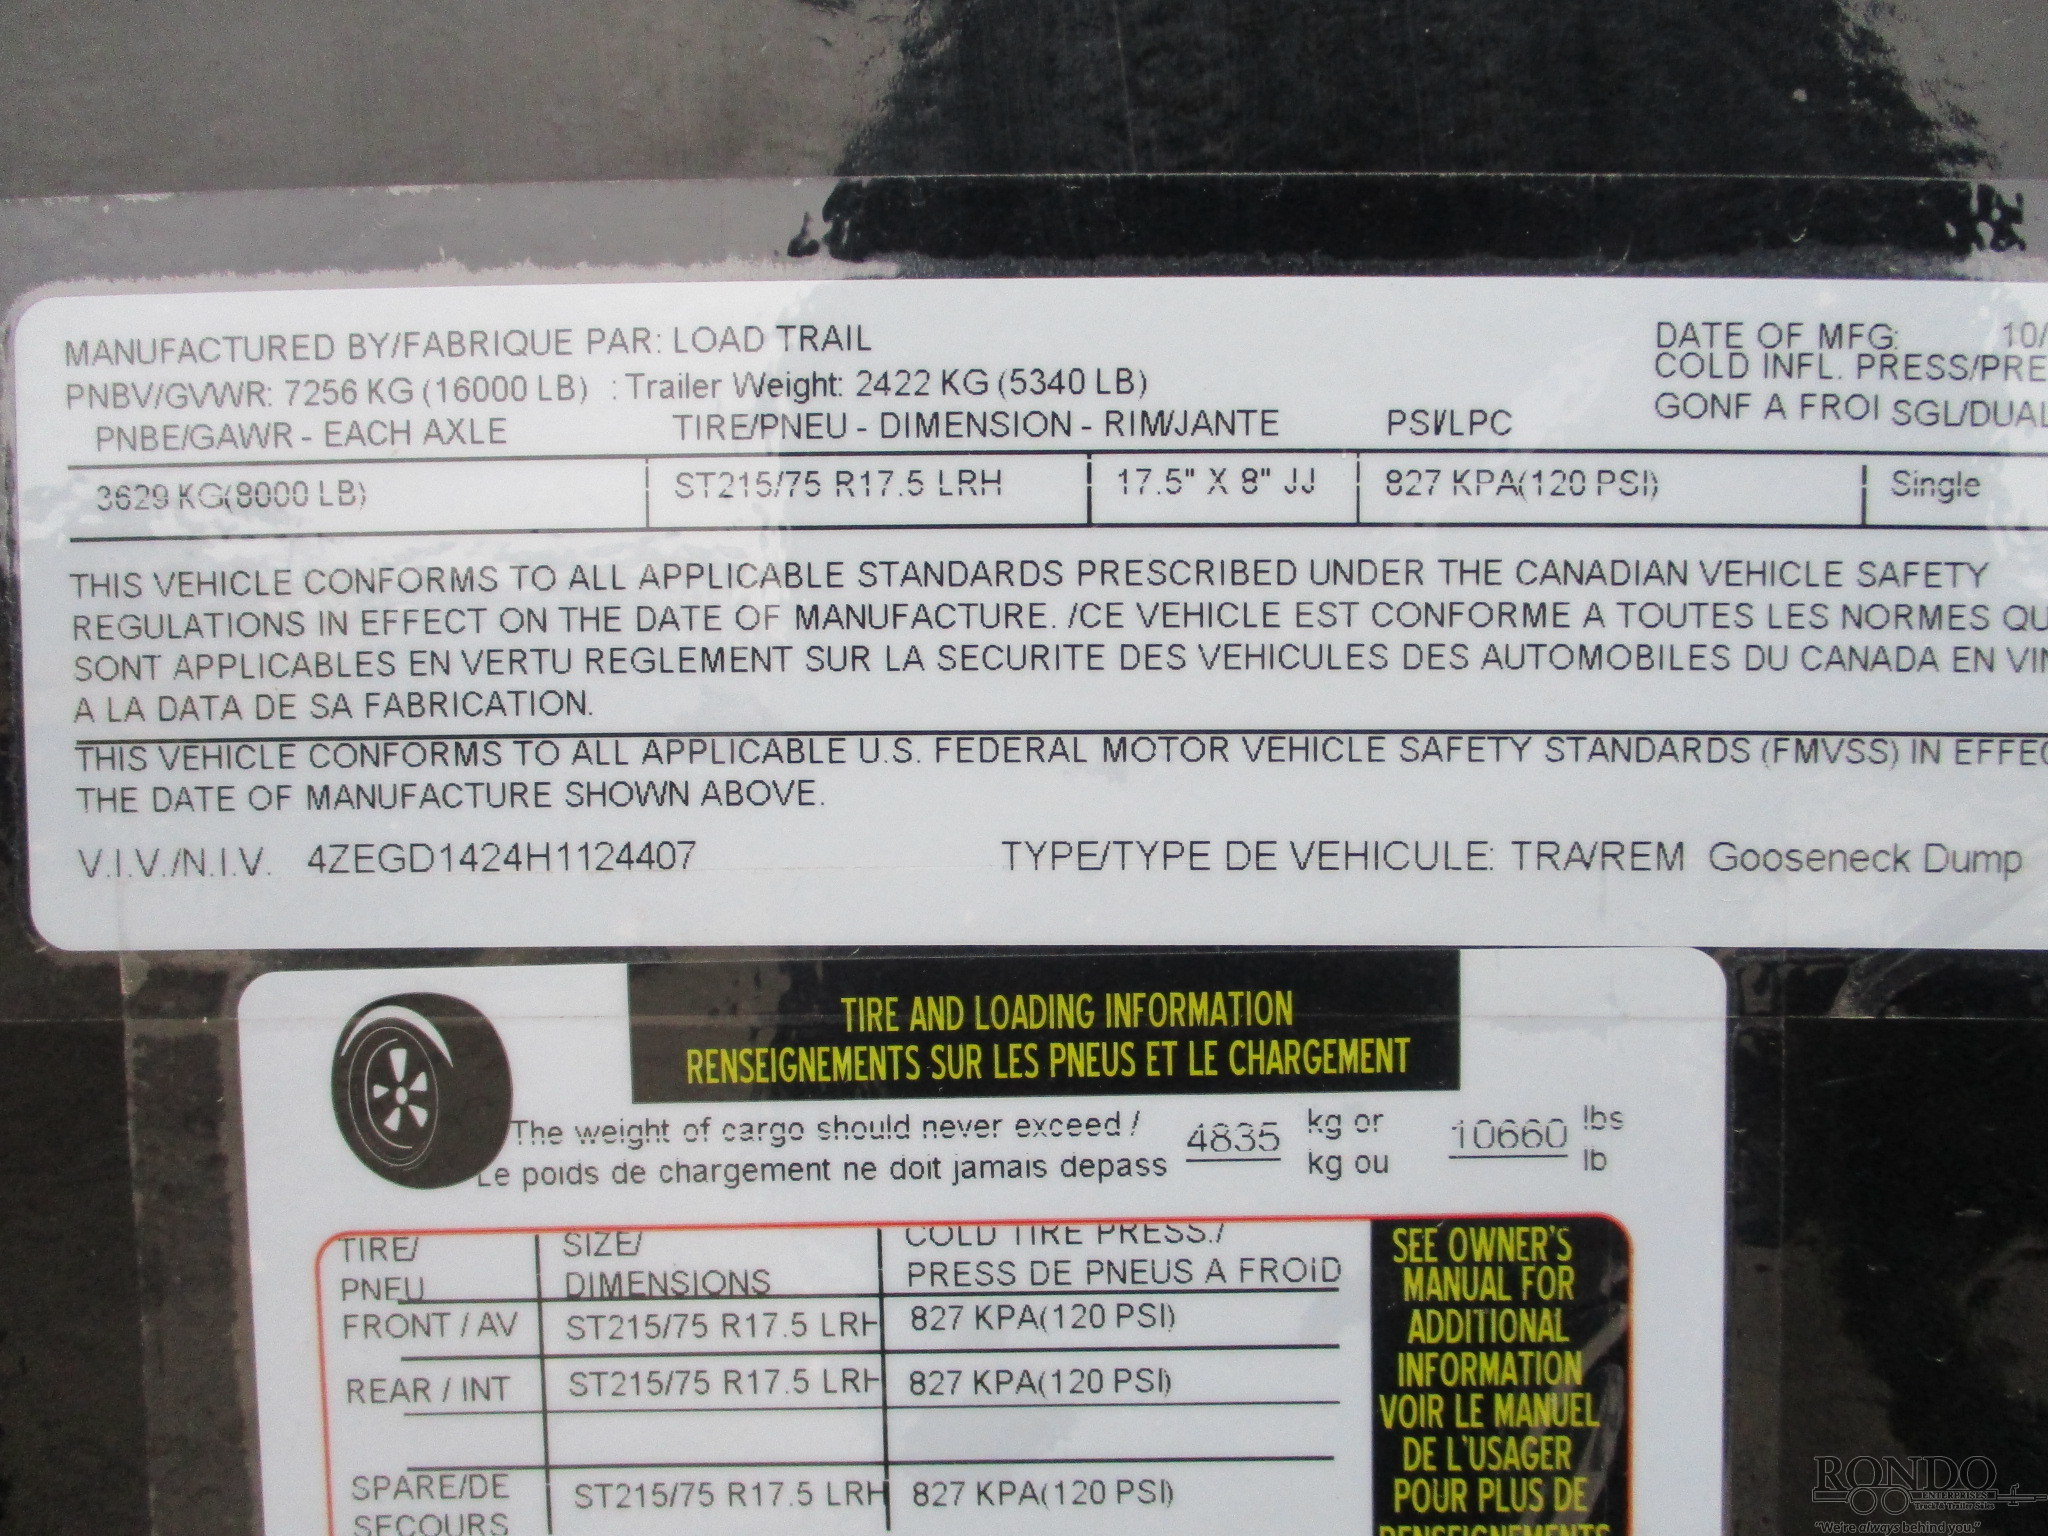 MANUFACTURED BY/FABRIQUE PAR: LOAD TRAIL
DATE OF MFG: 10/
PNBV/GVWR: 7256 KG (16000 LB) : Trailer Weight: 2422 KG (5340 LB)
COLD INFL. PRESS/PRE
PNBE/GAWR - EACH AXLE TIRE/PNEU - DIMENSION - RIM/JANTE PSI/LPC
GONF A FROI SGL/DUAL
3629 KG(8000 LB) ST215/75 R17.5 LRH 17.5" X 8" JJ 827 KPA(120 PSI) Single
THIS VEHICLE CONFORMS TO ALL APPLICABLE STANDARDS PRESCRIBED UNDER THE CANADIAN VEHICLE SAFETY
REGULATIONS IN EFFECT ON THE DATE OF MANUFACTURE. /CE VEHICLE EST CONFORME A TOUTES LES NORMES QU
SONT APPLICABLES EN VERTU REGLEMENT SUR LA SECURITE DES VEHICULES DES AUTOMOBILES DU CANADA EN
A LA DATA DE SA FABRICATION.
THIS VEHICLE CONFORMS TO ALL APPLICABLE U.S. FEDERAL MOTOR VEHICLE SAFETY STANDARDS (FMVSS) IN EFFEC
THE DATE OF MANUFACTURE SHOWN ABOVE.
V.I.V./N.I.V. 4ZEGD1424H1124407 TYPE/TYPE DE VEHICULE: TRA/REM Gooseneck Dump
TIRE AND LOADING INFORMATION
RENSEIGNEMENTS SUR LES PNEUS ET LE CHARGEMENT
The weight of cargo should never exceed / 4835 kg or 10660 lbs
Le poids de chargement ne doit jamais depass kg ou lb
TIRE/ SIZE/ COLD TIRE PRESS./
PNEU DIMENSIONS PRESS DE PNEUS A FROID
FRONT / AV ST215/75 R17.5 LRH 827 KPA(120 PSI)
REAR / INT ST215/75 R17.5 LRH 827 KPA(120 PSI)
SPARE/DE ST215/75 R17.5 LRH 827 KPA(120 PSI)
SECOURS
SEE OWNER'S
MANUAL FOR
ADDITIONAL
INFORMATION
VOIR LE MANUEL
DE L'USAGER
POUR PLUS DE
RENSEIGNEMENTS
RONDO
ENTERPRISES
Truck & Trailer Sales
"We're always behind you."